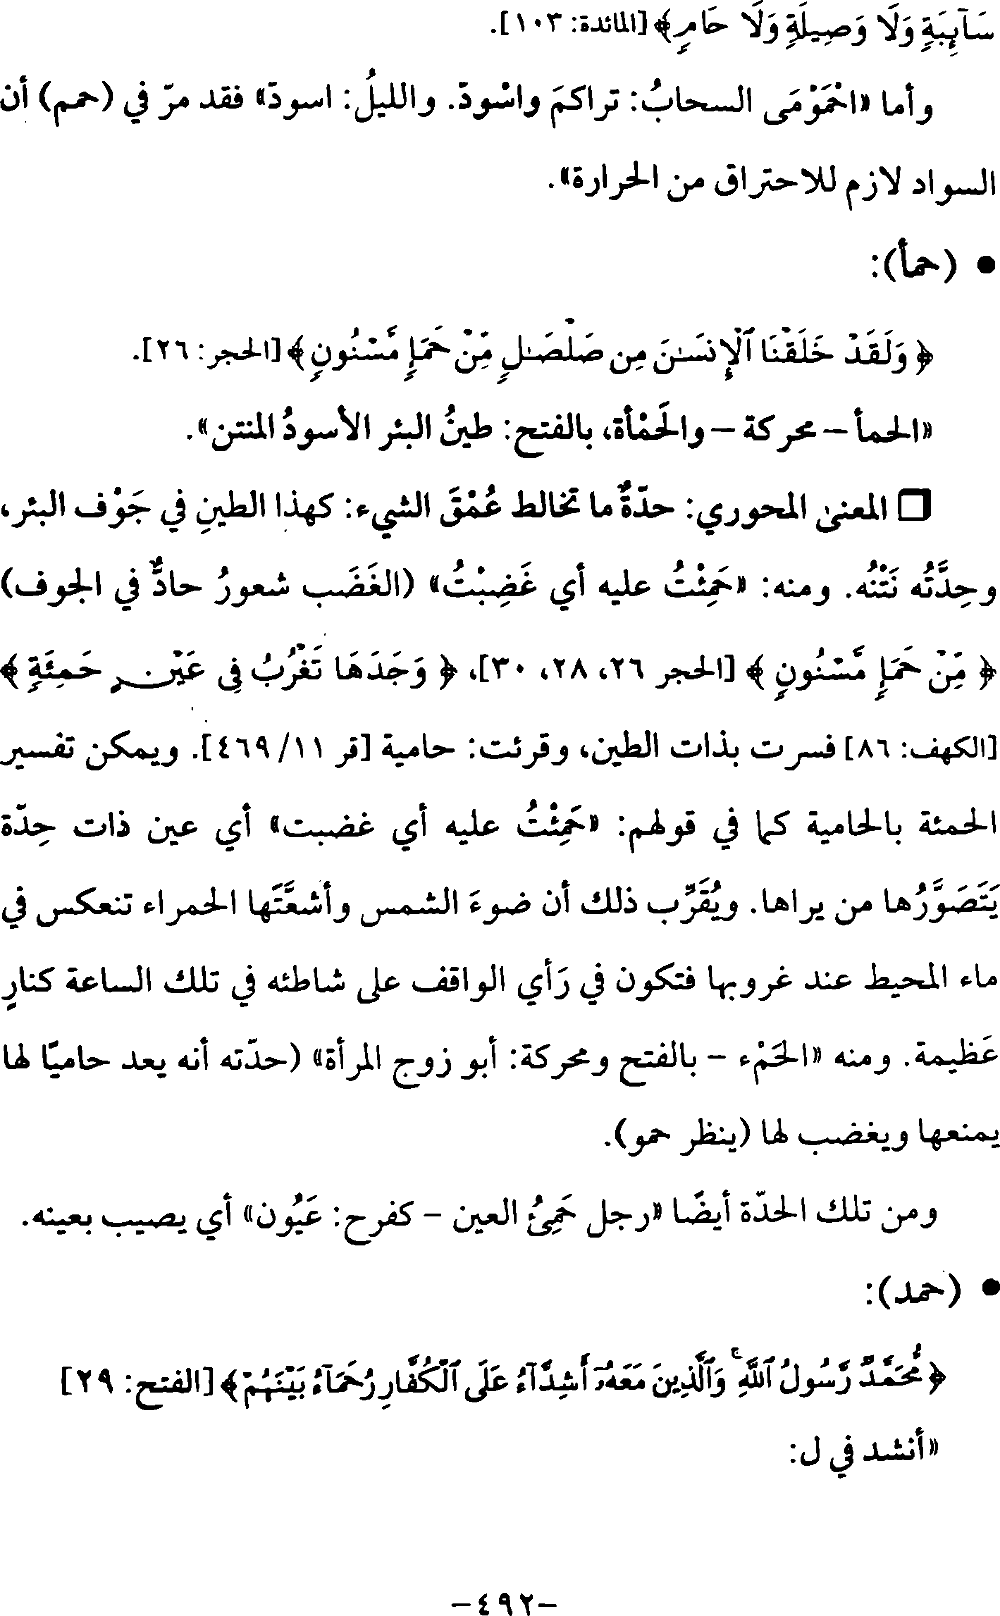 سَآئِبَةٍ وَلَا وَصِيلَةٍ وَلَا حَامٍ﴾ [المائدة: ١٠٣].
وأما «احْمَوْمَى السحابُ: تراكمَ واسْودّ. والليلُ: اسودّ» فقد مرّ في (حمم) أن
السواد لازم للاحتراق من الحرارة».
• (حمأ):
﴿وَلَقَدْ خَلَقْنَا ٱلْإِنسَٰنَ مِن صَلْصَٰلٍ مِّنْ حَمَإٍ مَّسْنُونٍ﴾ [الحجر: ٢٦].
«الحمأ – محركة – والحَمْأة، بالفتح: طينُ البئر الأسودُ المنتن».
❏ المعنى المحوري: حدّةٌ ما تخالط عُمْقَ الشيء: كهذا الطينِ في جَوْف البئر،
وحِدَّتُه نَتْنُه. ومنه: «حَمِئْتُ عليه أي غَضِبْتُ» (الغَضَب شعورُ حادٌّ في الجوف)
﴿مِّنْ حَمَإٍ مَّسْنُونٍ﴾ [الحجر ٢٦، ٢٨، ٣٠]، ﴿وَجَدَهَا تَغْرُبُ فِى عَيْنٍ حَمِئَةٍ﴾
[الكهف: ٨٦] فسرت بذات الطين، وقرئت: حامية [قر ١١/ ٤٦٩]. ويمكن تفسير
الحمئة بالحامية كما في قولهم: «حَمِئْتُ عليه أي غضبت» أي عين ذات حِدّة
يَتَصَوَّرُها من يراها. ويُقَرِّب ذلك أن ضوءَ الشمس وأشعَّتَها الحمراء تنعكس في
ماء المحيط عند غروبها فتكون في رَأي الواقف على شاطئه في تلك الساعة كنارٍ
عَظيمة. ومنه «الحَمْء – بالفتح ومحركة: أبو زوج المرأة» (حدّته أنه يعد حاميًا لها
يمنعها ويغضب لها (ينظر حمو).
ومن تلك الحدّة أيضًا «رجل حَمِئُ العين – كفرح: عَيُون» أي يصيب بعينه.
• (حمد):
﴿مُّحَمَّدٌ رَّسُولُ ٱللَّهِ ۚ وَٱلَّذِينَ مَعَهُۥٓ أَشِدَّآءُ عَلَى ٱلْكُفَّارِ رُحَمَآءُ بَيْنَهُمْ﴾ [الفتح: ٢٩]
«أنشد في ل:
–٤٩٢–